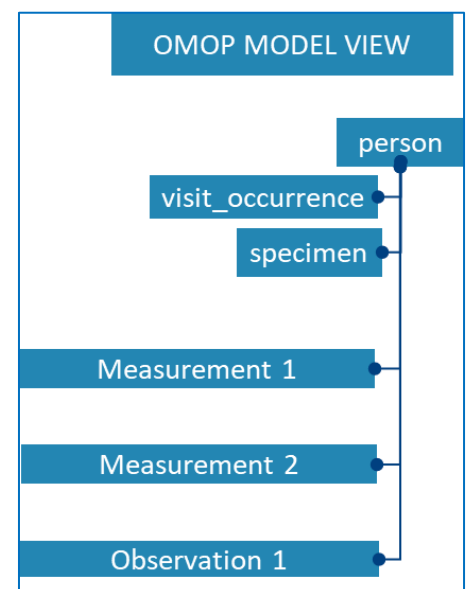 OMOP MODEL VIEW
person
visit_occurrence
specimen
Measurement 1
Measurement 2
Observation 1